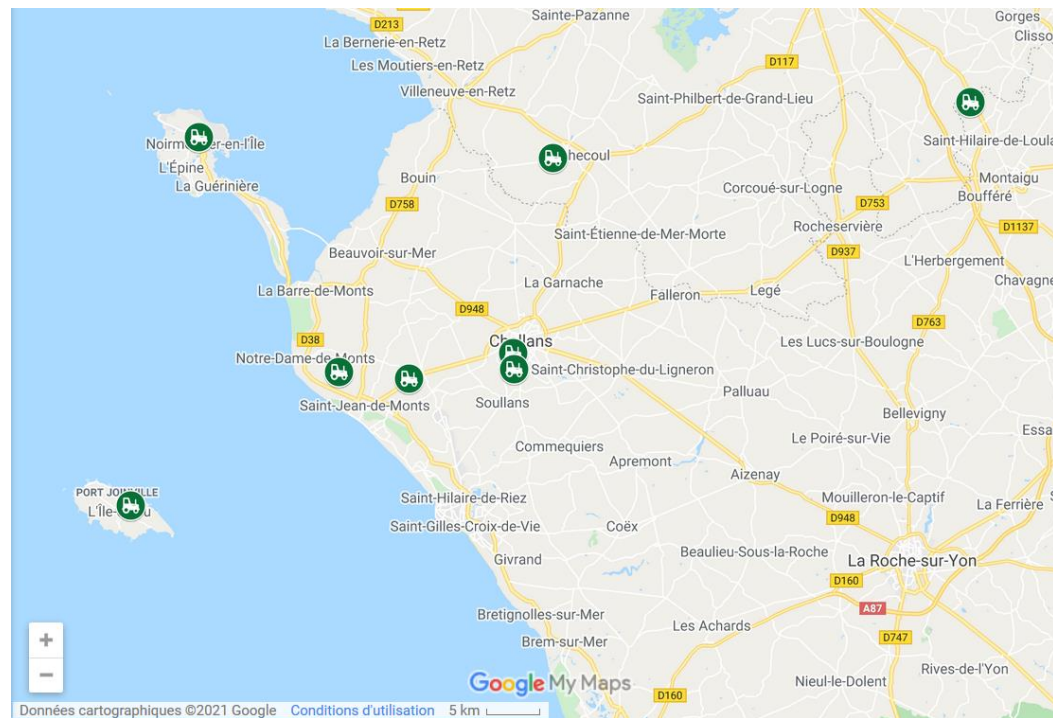 Sainte-Pazanne
Gorges
D213
Clisso
La Bernerie-en-Retz
D117
Les Moutiers-en-Retz
Villeneuve-en-Retz
Saint-Philbert-de-Grand-Lieu
Noirm er-en-l'Île
Saint-Hilaire-de-Loula
hecoul
L'Épine
Bouin
Montaigu
La Guérinière
Corcoué-sur-Logne
Boufféré
D758
D753
Rocheservière
D1137
Saint-Étienne-de-Mer-Morte
D937
Beauvoir-sur-Mer
L'Herbergement
La Garnache
Chavagne
La Barre-de-Monts
Falleron
Legé
D948
D763
D38
Ch llans
Les Lucs-sur-Boulogne
Notre-Dame-de-Monts
Saint-Christophe-du-Ligneron
Palluau
Saint-Jean-de-Monts
Soullans
Bellevigny
Essa
Commequiers
Le Poiré-sur-Vie
Apremont
Aizenay
PORT JOINVILLE
Saint-Hilaire-de-Riez
Mouilleron-le-Captif
La Ferrière
L'Île- u
D948
Saint-Gilles-Croix-de-Vie
Coëx
Beaulieu-Sous-la-Roche
La Roche-sur-Yon
Givrand
D160
A87
Bretignolles-sur-Mer
Les Achards
Brem-sur-Mer
D747
Rives-de-l'Yon
Google My Maps
Nieul-le-Dolent
D160
Données cartographiques ©2021 Google Conditions d'utilisation 5 km